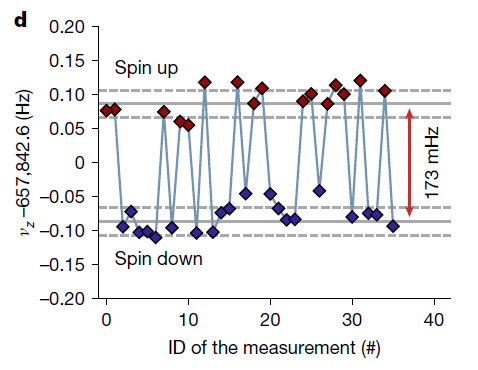 d
0.20
0.15
Spin up
0.10
0.05
0
−0.05
−0.10
−0.15
−0.20
Spin down
173 mHz
ν_z −657,842.6 (Hz)
0 10 20 30 40
ID of the measurement (#)